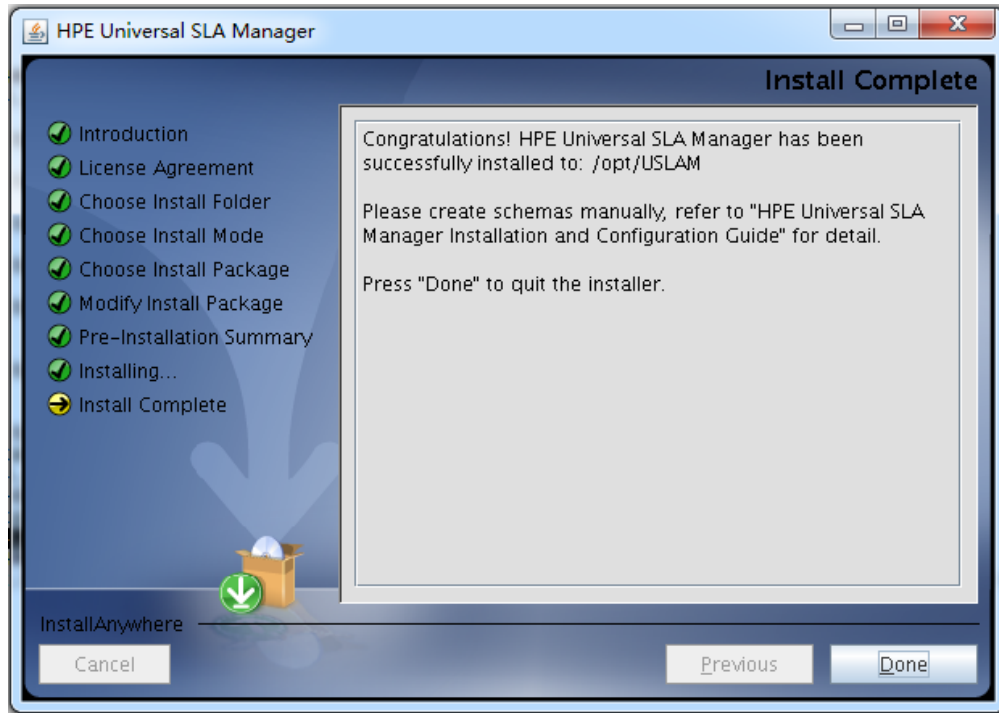 HPE Universal SLA Manager
Install Complete
Introduction
License Agreement
Choose Install Folder
Choose Install Mode
Choose Install Package
Modify Install Package
Pre-Installation Summary
Installing...
Install Complete
Congratulations! HPE Universal SLA Manager has been
successfully installed to: /opt/USLAM
Please create schemas manually, refer to "HPE Universal SLA
Manager Installation and Configuration Guide" for detail.
Press "Done" to quit the installer.
InstallAnywhere
Cancel
Previous
Done